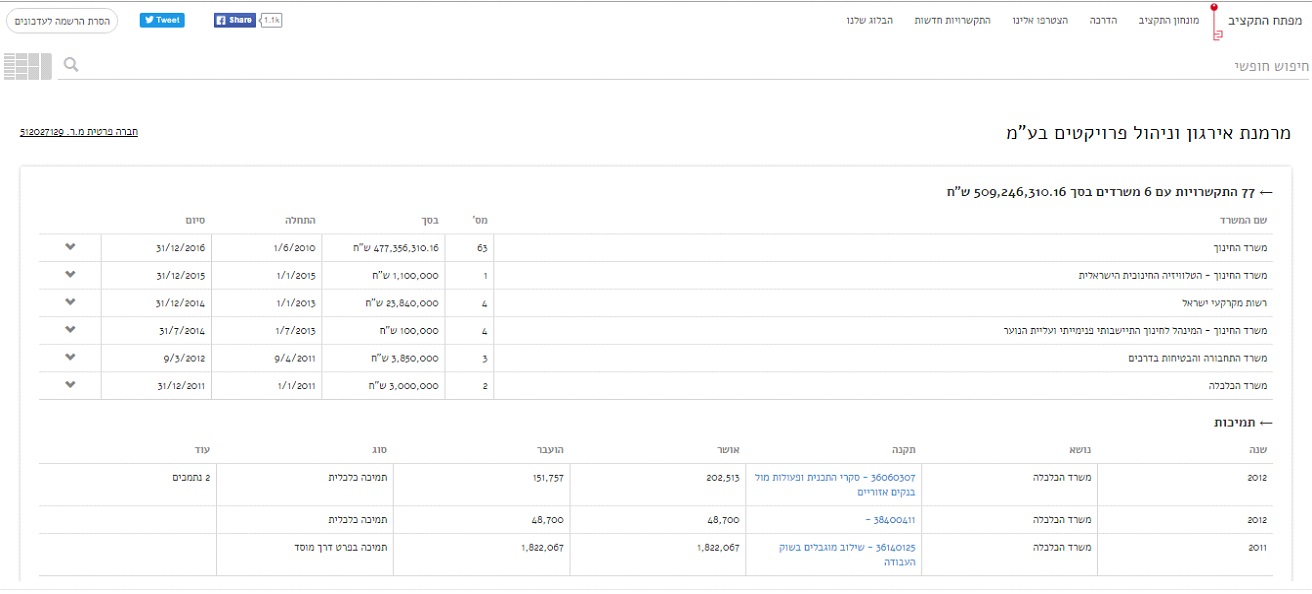 מפתח התקציב מונחון התקציב הדרכה הצטרפו אלינו התקשרויות חדשות הבלוג שלנו Share 1.1k Tweet הסרת הרשמה לעדכונים
חיפוש חופשי
מרמנת אירגון וניהול פרויקטים בע"מ חברה פרטית מ.ר. 512027129
← 77 התקשרויות עם 6 משרדים בסך 509,246,310.16 ש"ח
שם המשרד מס' בסך התחלה סיום
משרד החינוך 63 477,356,310.16 ש"ח 1/6/2010 31/12/2016
משרד החינוך - הטלוויזיה החינוכית הישראלית 1 1,100,000 ש"ח 1/1/2015 31/12/2015
רשות מקרקעי ישראל 4 23,840,000 ש"ח 1/1/2013 31/12/2014
משרד החינוך - המינהל לחינוך התיישבותי פנימייתי ועליית הנוער 4 100,000 ש"ח 1/7/2013 31/7/2014
משרד התחבורה והבטיחות בדרכים 3 3,850,000 ש"ח 9/4/2011 9/3/2012
משרד הכלכלה 2 3,000,000 ש"ח 1/1/2011 31/12/2011
← תמיכות
שנה נושא תקנה אושר הועבר סוג עוד
2012 משרד הכלכלה 36060307 - סקרי התכנית ופעולות מול 202,513 151,757 תמיכה כלכלית 2 נתמכים
בנקים אזוריים
2012 משרד הכלכלה 38400411 - 48,700 48,700 תמיכה כלכלית
2011 משרד הכלכלה 36140125 - שילוב מוגבלים בשוק 1,822,067 1,822,067 תמיכה בפרט דרך מוסד
העבודה